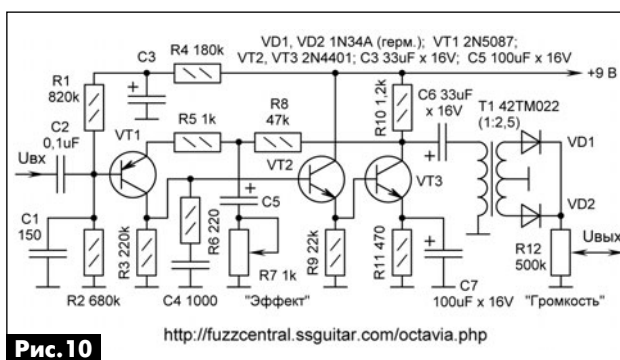 VD1, VD2 1N34A (герм.); VT1 2N5087;
VT2, VT3 2N4401; C3 33uF x 16V; C5 100uF x 16V
C3
R4 180k
+9 В
R1
820k
C2
0,1uF
Uвх
VT1
R5 1k
R8
47k
R10 1,2k
C6 33uF
x 16V
T1 42TM022
(1:2,5)
VD1
VT2
VT3
VD2
C1
150
R3 220k
R6 220
C5
R7 1k
R9 22k
R11 470
R12
500k
Uвых
R2 680k
C4 1000
"Эффект"
C7
100uF x 16V
"Громкость"
Рис.10
http://fuzzcentral.ssguitar.com/octavia.php